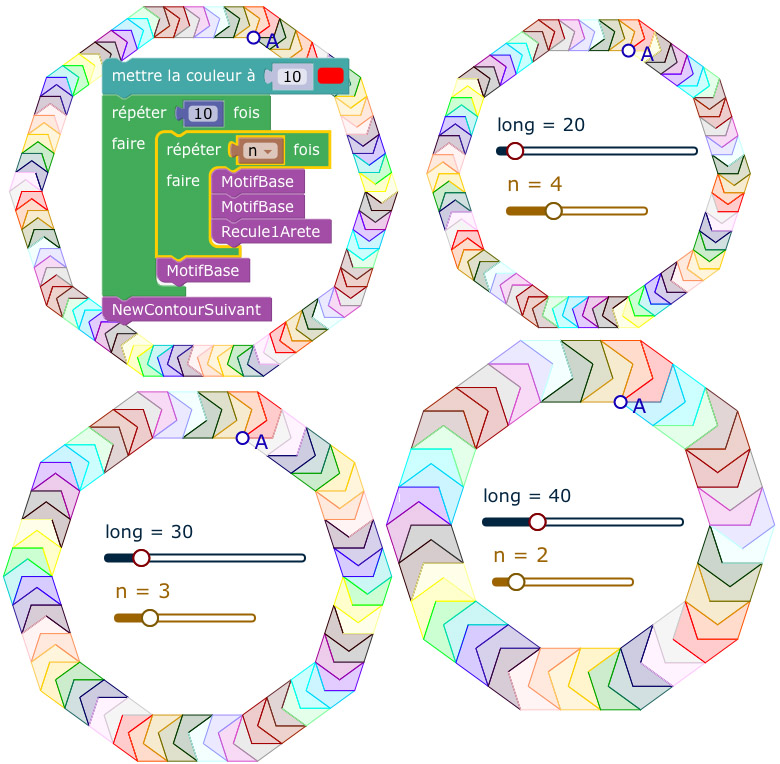 A
mettre la couleur à 10
répéter 10 fois
faire
répéter n fois
faire
MotifBase
MotifBase
Recule1Arete
MotifBase
NewContourSuivant
A
long = 20
n = 4
A
long = 30
n = 3
A
long = 40
n = 2